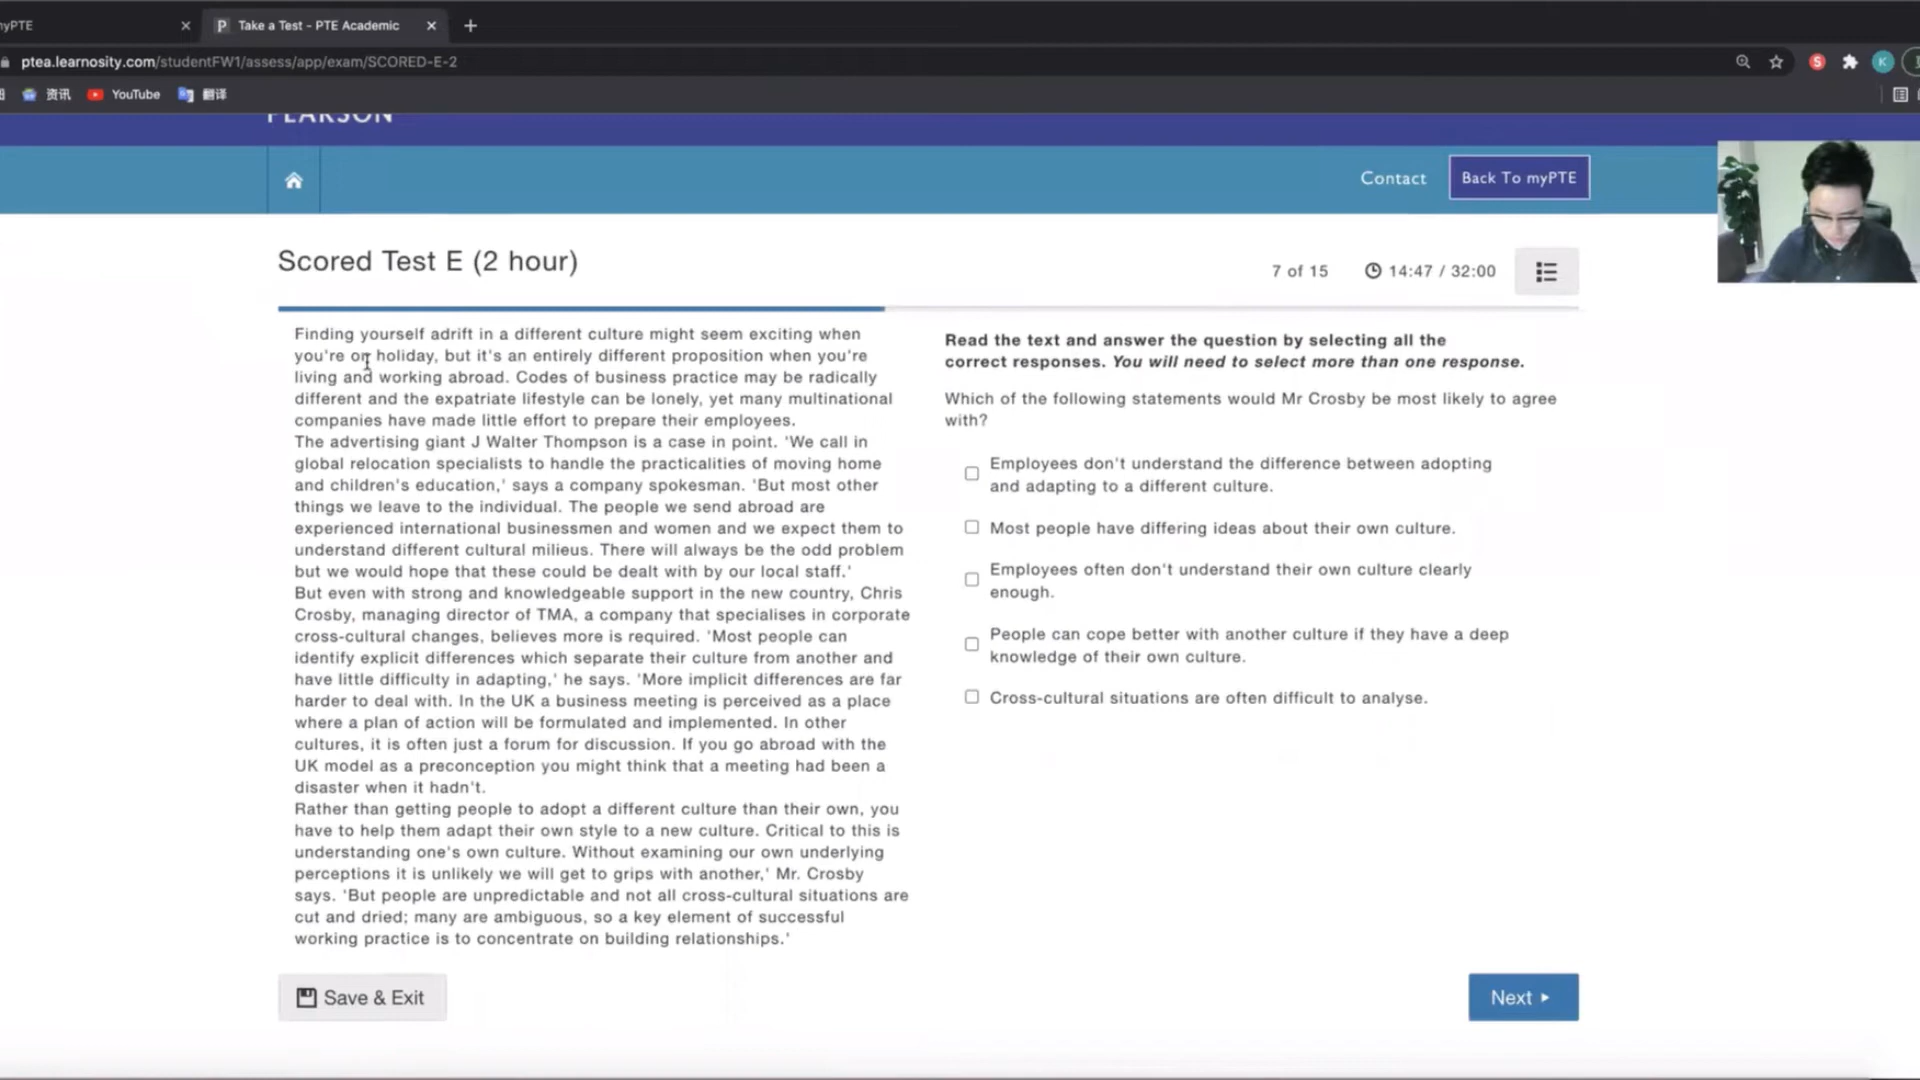 myPTE
Take a Test - PTE Academic
ptea.learnosity.com/studentFW1/assess/app/exam/SCORED-E-2
资讯 YouTube 翻译
PEARSON
Contact
Back To myPTE
Scored Test E (2 hour)
7 of 15
14:47 / 32:00
Finding yourself adrift in a different culture might seem exciting when
you're on holiday, but it's an entirely different proposition when you're
living and working abroad. Codes of business practice may be radically
different and the expatriate lifestyle can be lonely, yet many multinational
companies have made little effort to prepare their employees.
The advertising giant J Walter Thompson is a case in point. 'We call in
global relocation specialists to handle the practicalities of moving home
and children's education,' says a company spokesman. 'But most other
things we leave to the individual. The people we send abroad are
experienced international businessmen and women and we expect them to
understand different cultural milieus. There will always be the odd problem
but we would hope that these could be dealt with by our local staff.'
But even with strong and knowledgeable support in the new country, Chris
Crosby, managing director of TMA, a company that specialises in corporate
cross-cultural changes, believes more is required. 'Most people can
identify explicit differences which separate their culture from another and
have little difficulty in adapting,' he says. 'More implicit differences are far
harder to deal with. In the UK a business meeting is perceived as a place
where a plan of action will be formulated and implemented. In other
cultures, it is often just a forum for discussion. If you go abroad with the
UK model as a preconception you might think that a meeting had been a
disaster when it hadn't.
Rather than getting people to adopt a different culture than their own, you
have to help them adapt their own style to a new culture. Critical to this is
understanding one's own culture. Without examining our own underlying
perceptions it is unlikely we will get to grips with another,' Mr. Crosby
says. 'But people are unpredictable and not all cross-cultural situations are
cut and dried; many are ambiguous, so a key element of successful
working practice is to concentrate on building relationships.'
Read the text and answer the question by selecting all the
correct responses. You will need to select more than one response.
Which of the following statements would Mr Crosby be most likely to agree
with?
Employees don't understand the difference between adopting
and adapting to a different culture.
Most people have differing ideas about their own culture.
Employees often don't understand their own culture clearly
enough.
People can cope better with another culture if they have a deep
knowledge of their own culture.
Cross-cultural situations are often difficult to analyse.
Save & Exit
Next